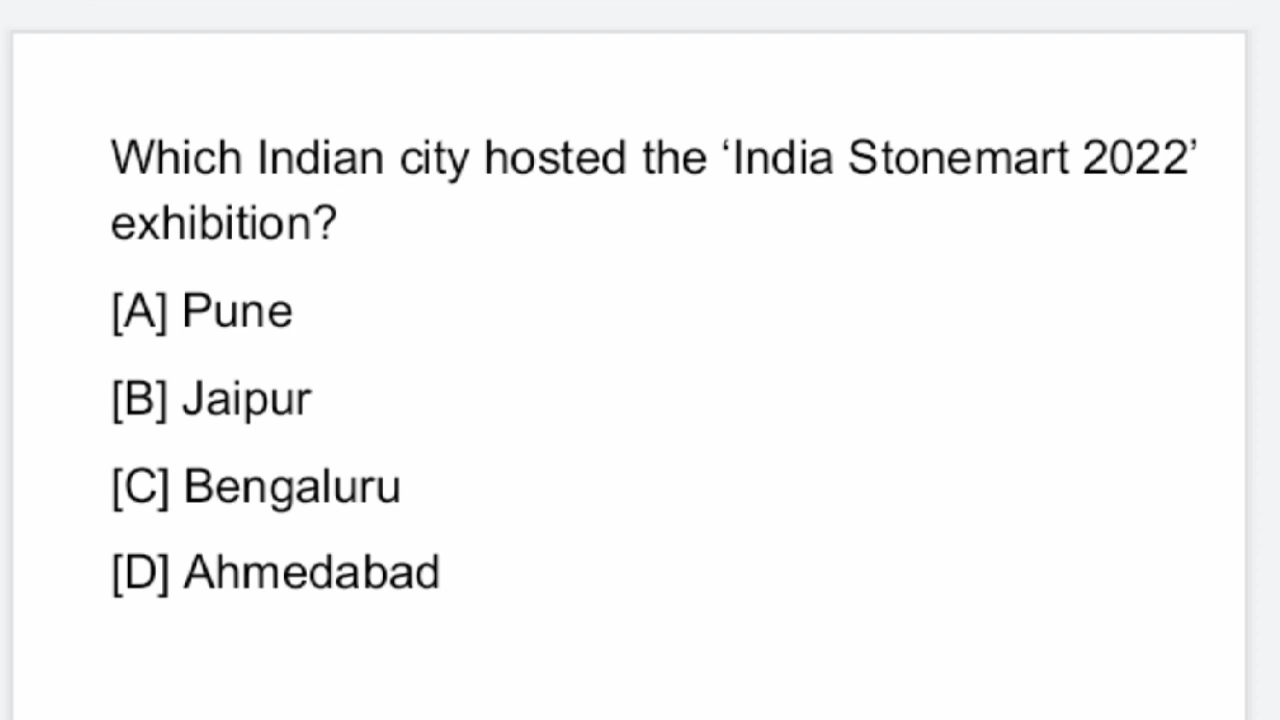 Which Indian city hosted the ‘India Stonemart 2022’
exhibition?
[A] Pune
[B] Jaipur
[C] Bengaluru
[D] Ahmedabad